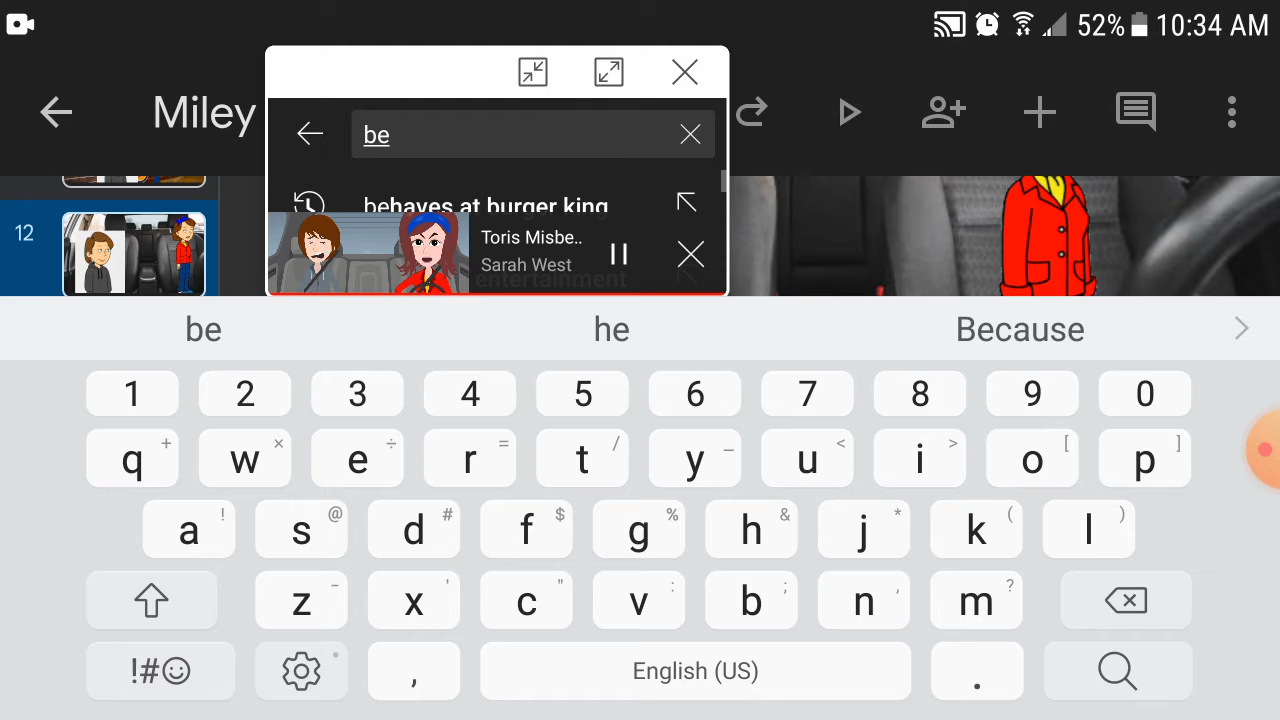 52% 10:34 AM
Miley
be
behaves at burger king
Toris Misbe..
Sarah West
entertainment
12
be he Because
1 2 3 4 5 6 7 8 9 0
q + w × e ÷ r = t / y _ u < i > o [ p ]
a ! s @ d # f $ g % h & j * k ( l )
z - x ' c " v : b ; n , m ?
!#☺ , English (US) .